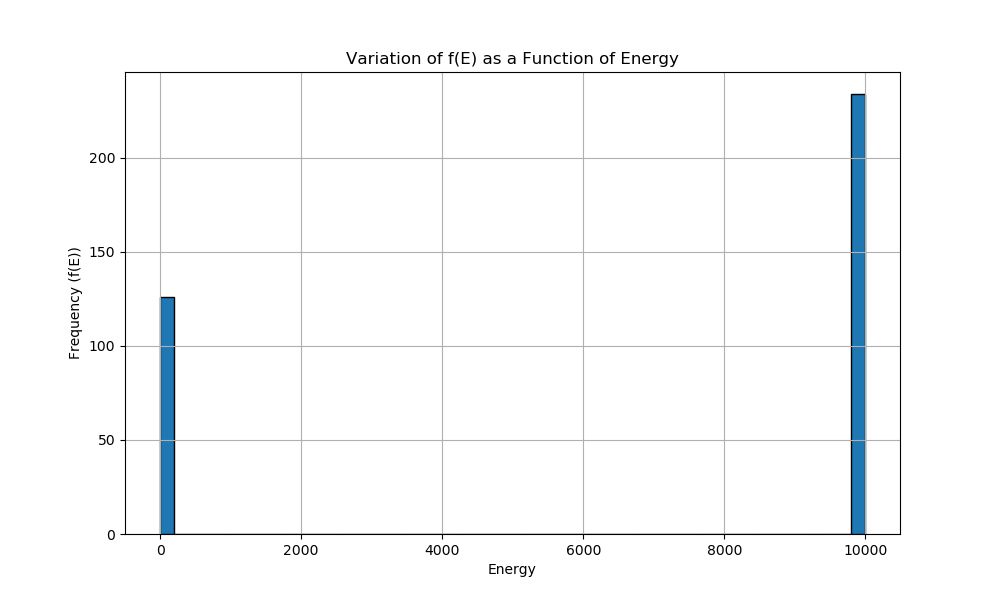 Variation of f(E) as a Function of Energy
Frequency (f(E))
200
150
100
50
0
0 2000 4000 6000 8000 10000
Energy